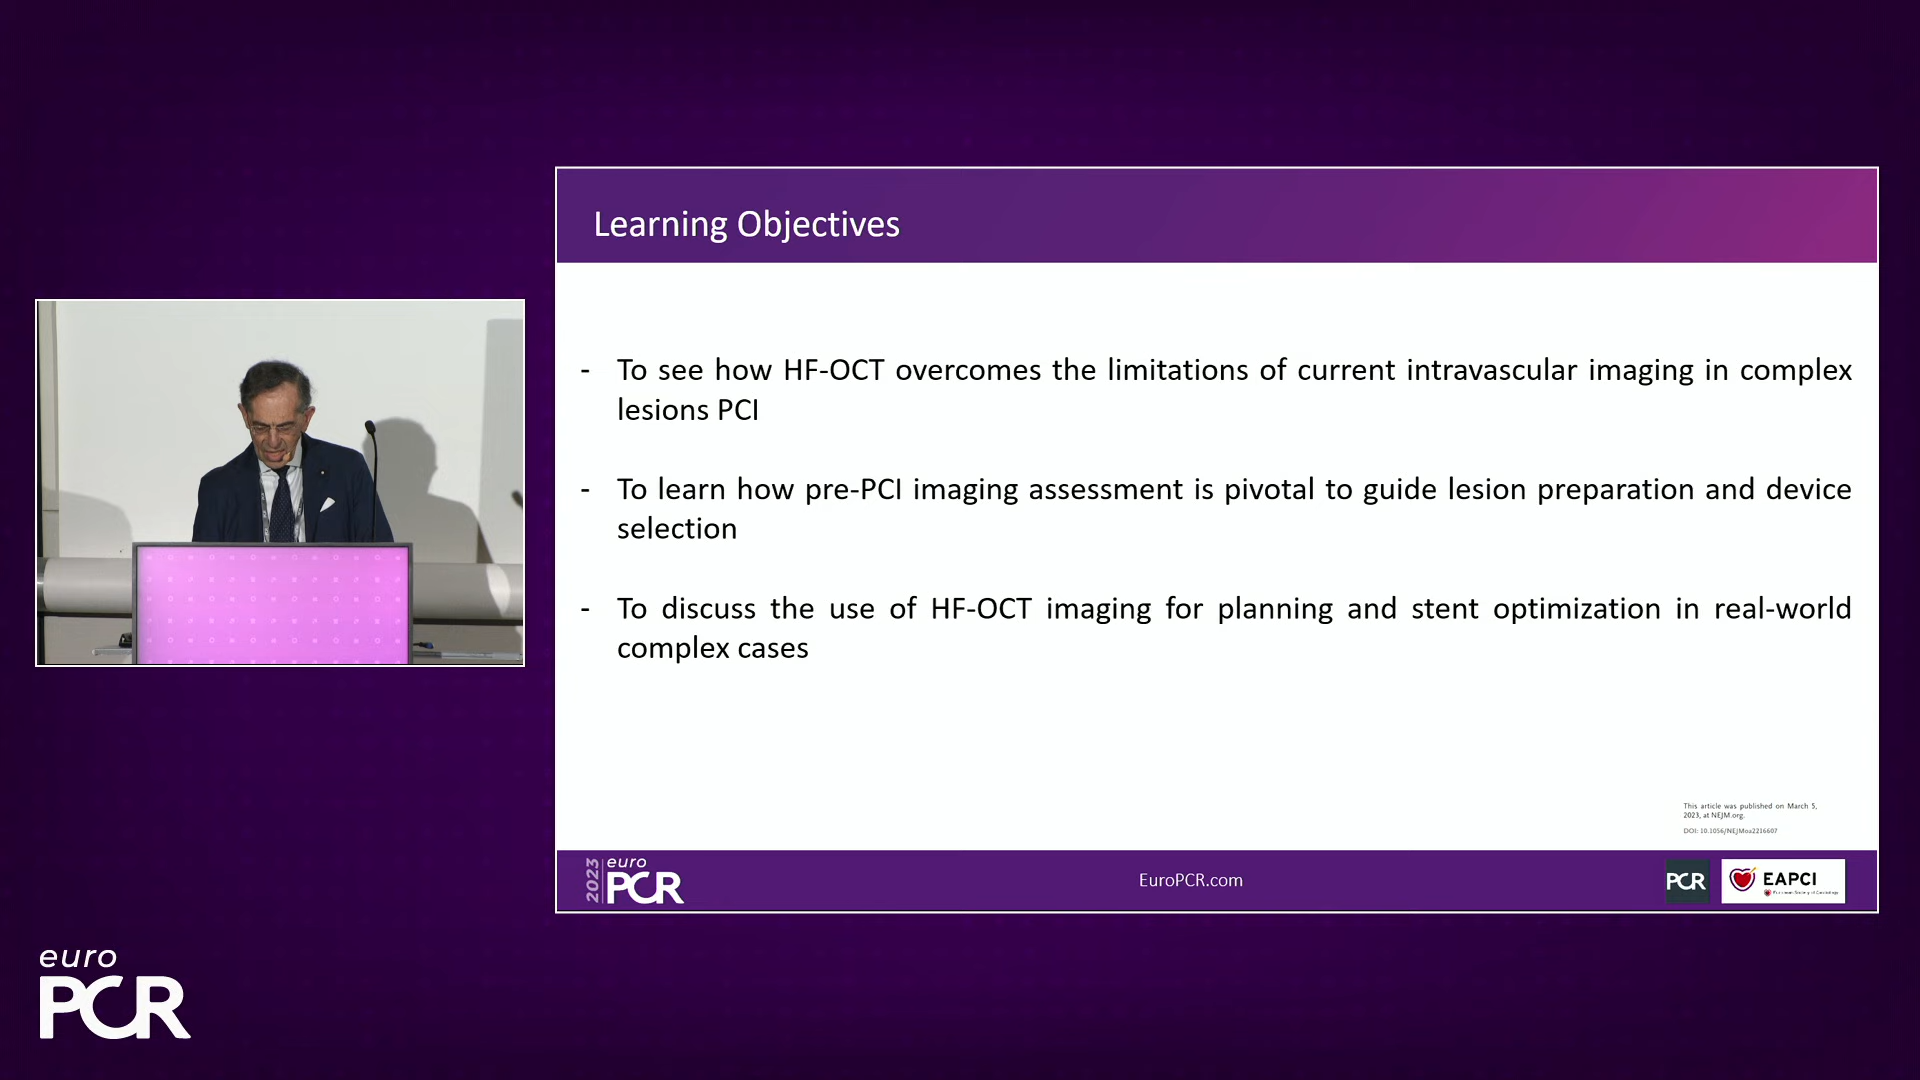 Learning Objectives
- To see how HF-OCT overcomes the limitations of current intravascular imaging in complex
lesions PCI
- To learn how pre-PCI imaging assessment is pivotal to guide lesion preparation and device
selection
- To discuss the use of HF-OCT imaging for planning and stent optimization in real-world
complex cases
This article was published on March 5,
2023, at NEJM.org.
DOI: 10.1056/NEJMoa2216607
2023
euro
PCR
EuroPCR.com
PCR
EAPCI
euro
PCR